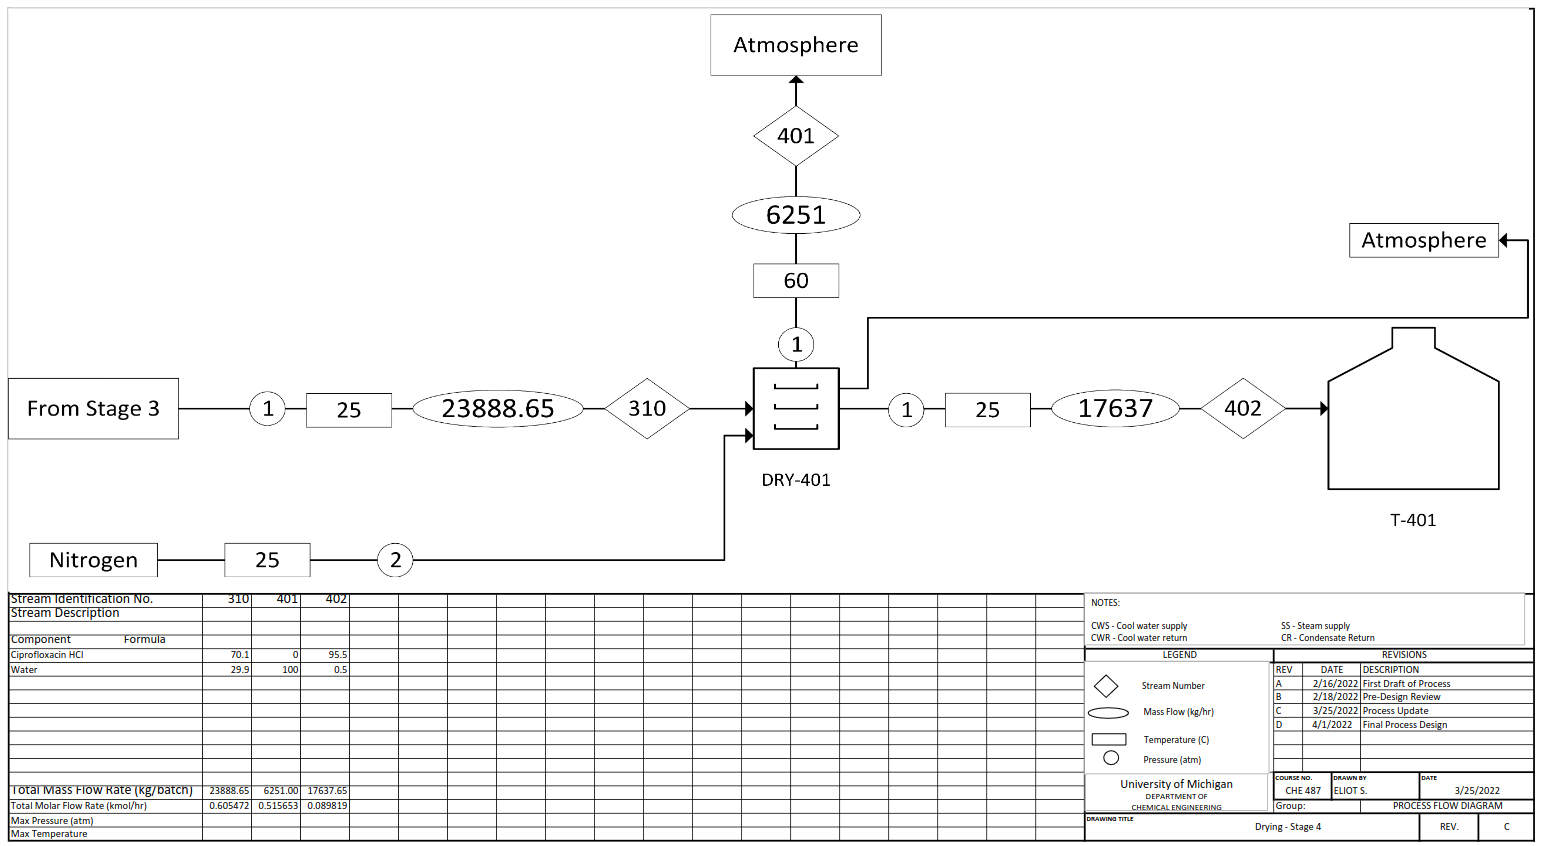 Atmosphere
401
6251
60
1
Atmosphere
From Stage 3
1
25
23888.65
310
1
25
17637
402
DRY-401
T-401
Nitrogen
25
2
Stream Identification No. 310 401 402
Stream Description
Component Formula
Ciprofloxacin HCl 70.1 0 95.5
Water 29.9 100 0.5
Total Mass Flow Rate (kg/batch) 23888.65 6251.00 17637.65
Total Molar Flow Rate (kmol/hr) 0.605472 0.515653 0.089819
Max Pressure (atm)
Max Temperature
NOTES:
CWS - Cool water supply SS - Steam supply
CWR - Cool water return CR - Condensate Return
LEGEND
Stream Number
Mass Flow (kg/hr)
Temperature (C)
Pressure (atm)
REVISIONS
REV DATE DESCRIPTION
A 2/16/2022 First Draft of Process
B 2/18/2022 Pre-Design Review
C 3/25/2022 Process Update
D 4/1/2022 Final Process Design
University of Michigan
DEPARTMENT OF
CHEMICAL ENGINEERING
COURSE NO. DRAWN BY DATE
CHE 487 ELIOT S. 3/25/2022
Group: PROCESS FLOW DIAGRAM
DRAWING TITLE
Drying - Stage 4 REV. C